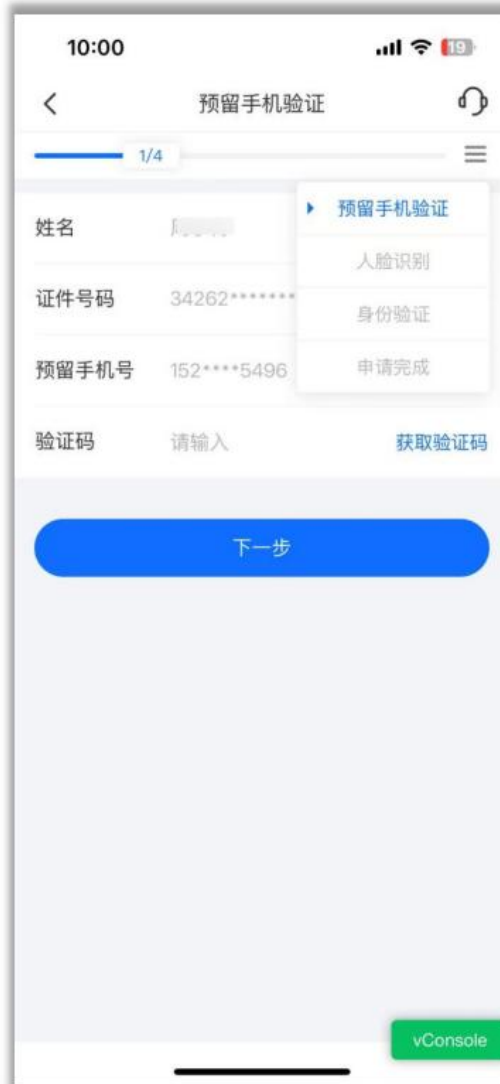 10:00
19
预留手机验证
1/4
预留手机验证
姓名
人脸识别
证件号码 34262********
身份验证
预留手机号 152****5496
申请完成
验证码 请输入 获取验证码
下一步
vConsole